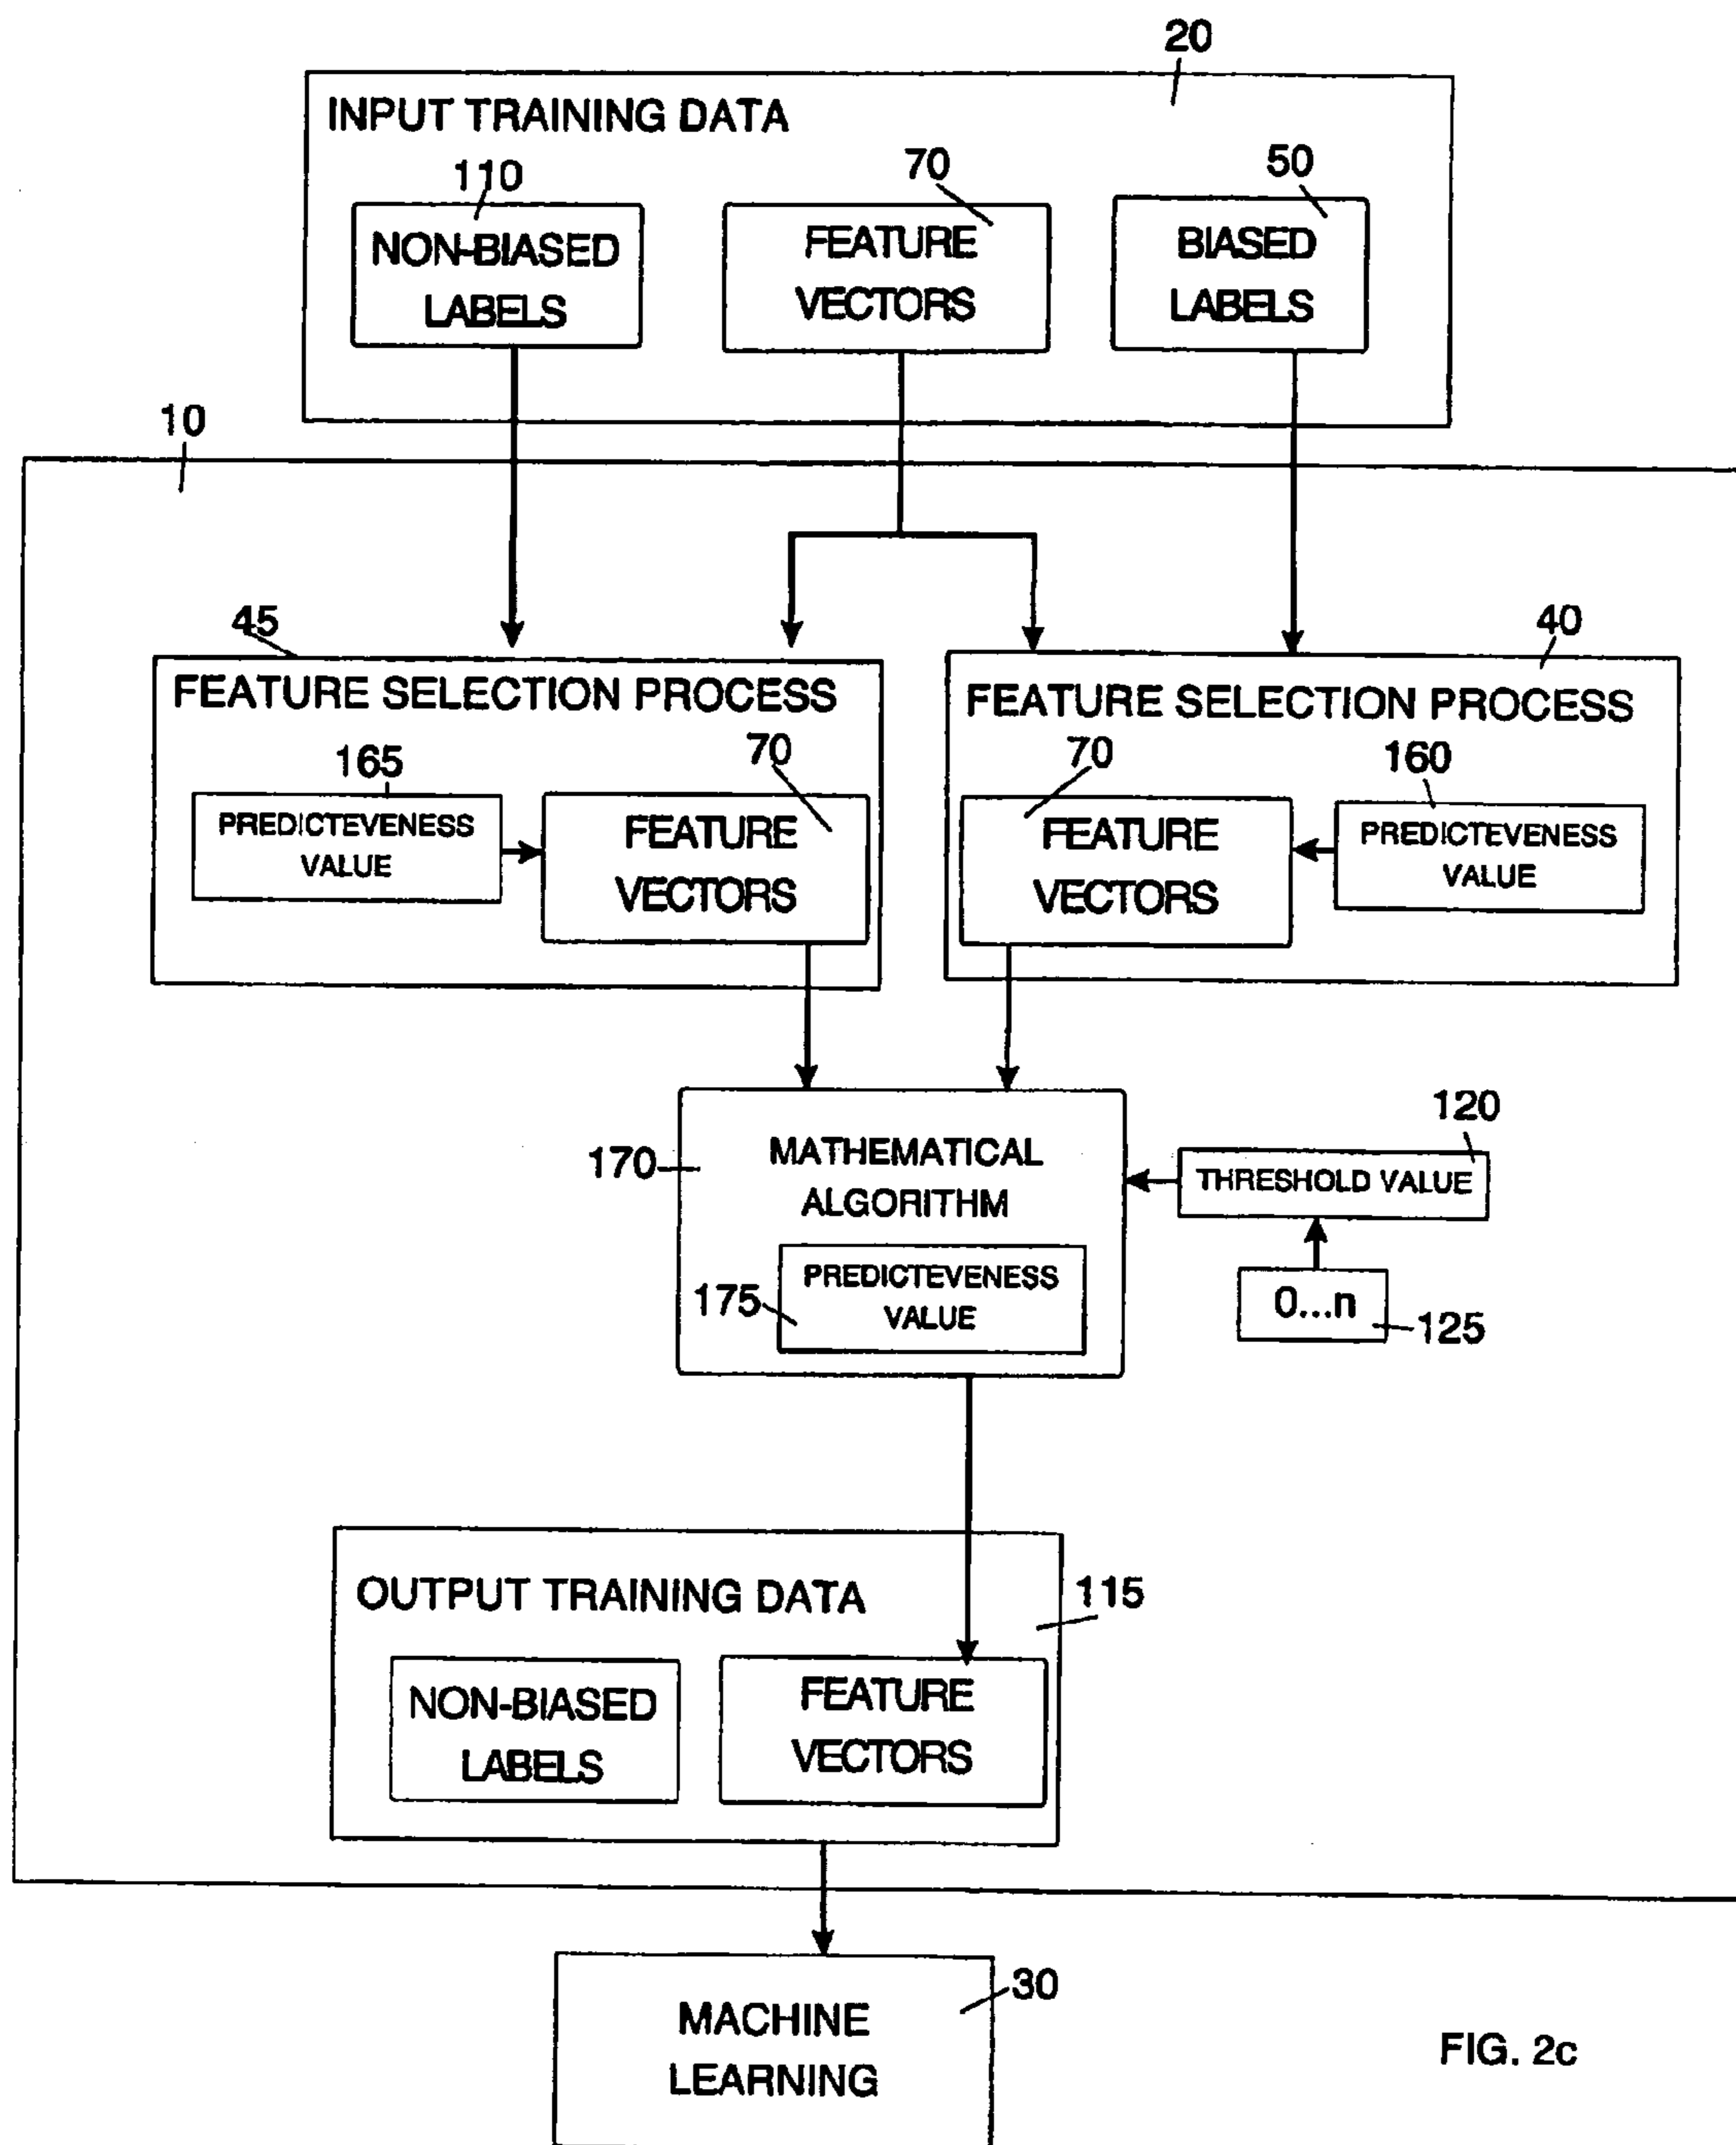 20
INPUT TRAINING DATA
110
70
50
NON-BIASED
LABELS
FEATURE
VECTORS
BIASED
LABELS
10
45
40
FEATURE SELECTION PROCESS
165
70
PREDICTEVENESS
VALUE
FEATURE
VECTORS
FEATURE SELECTION PROCESS
70
160
FEATURE
VECTORS
PREDICTEVENESS
VALUE
170
MATHEMATICAL
ALGORITHM
120
THRESHOLD VALUE
175
PREDICTEVENESS
VALUE
0...n
125
OUTPUT TRAINING DATA
115
NON-BIASED
LABELS
FEATURE
VECTORS
30
MACHINE
LEARNING
FIG. 2c